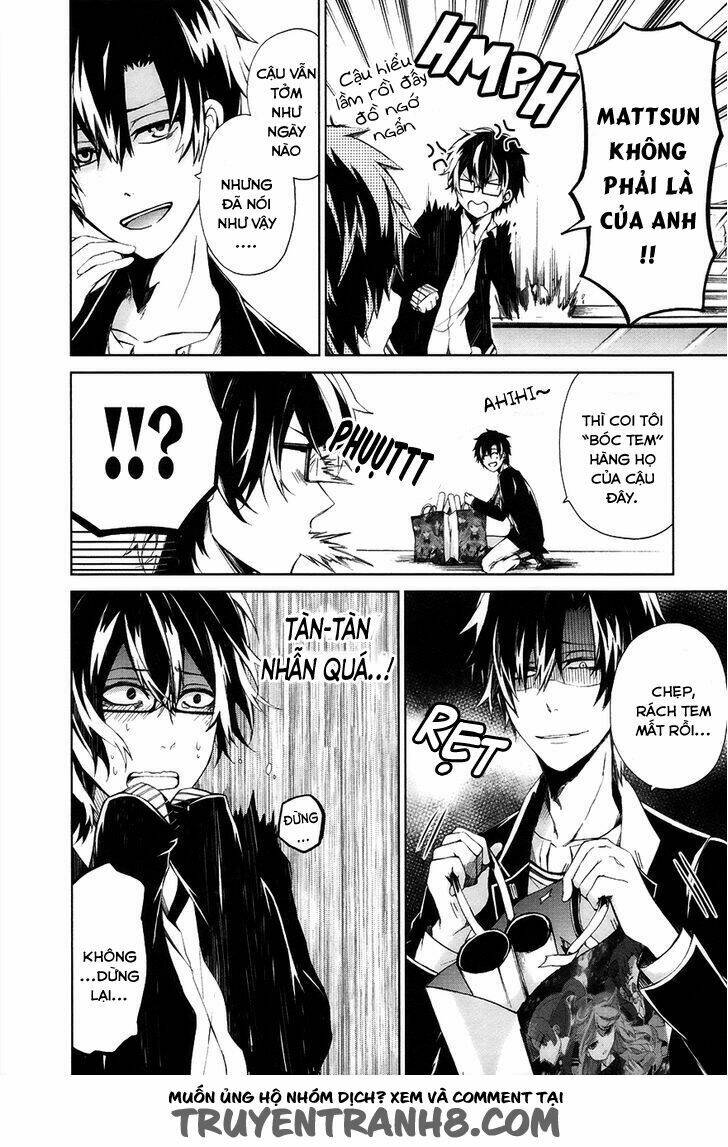 MATTSUN
KHÔNG
PHẢI LÀ
CỦA ANH
!!
HMPH
Cậu hiểu
lầm rồi đấy
đồ ngớ
ngẩn
CẬU VẪN
TỞM
NHƯ
NGÀY
NÀO
NHƯNG
ĐÃ NÓI
NHƯ VẬY
....
THÌ COI TÔI
“BÓC TEM”
HÀNG HỌ
CỦA CẬU
ĐÂY.
AHIHI~
PHỤỤTTT
!!?
CHẸP,
RÁCH TEM
MẤT RỒI...
RẸT
TÀN-TÀN
NHẪN QUÁ...!
ĐỪNG
...
KHÔNG
...DỪNG
LẠI...
MUỐN ỦNG HỘ NHÓM DỊCH? XEM VÀ COMMENT TẠI
TRUYENTRANH8.COM